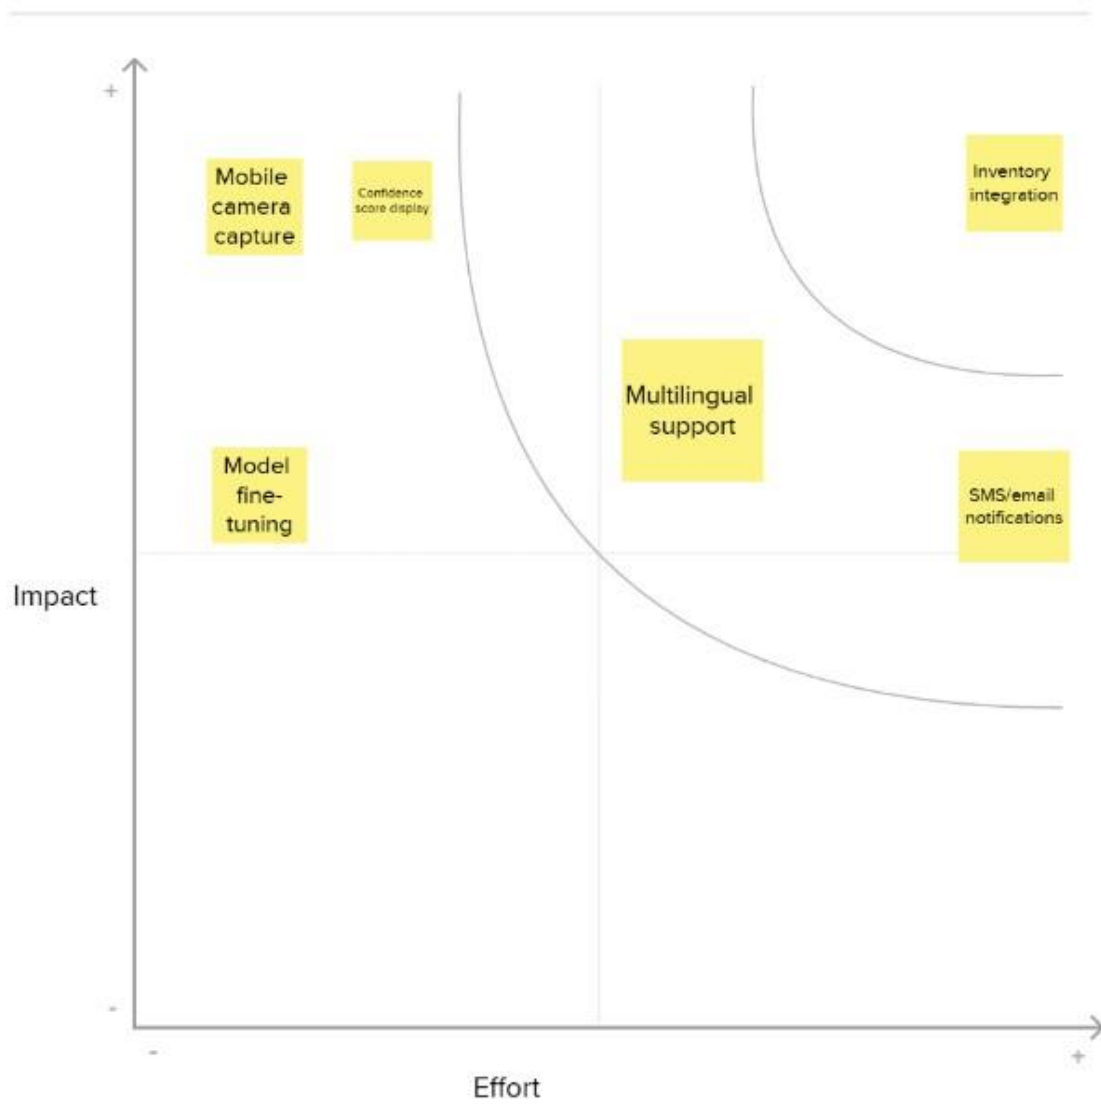 +
Mobile
camera
capture
Confidence
score display
Inventory
integration
Multilingual
support
Model
fine-
tuning
SMS/email
notifications
Impact
-
-
+
Effort